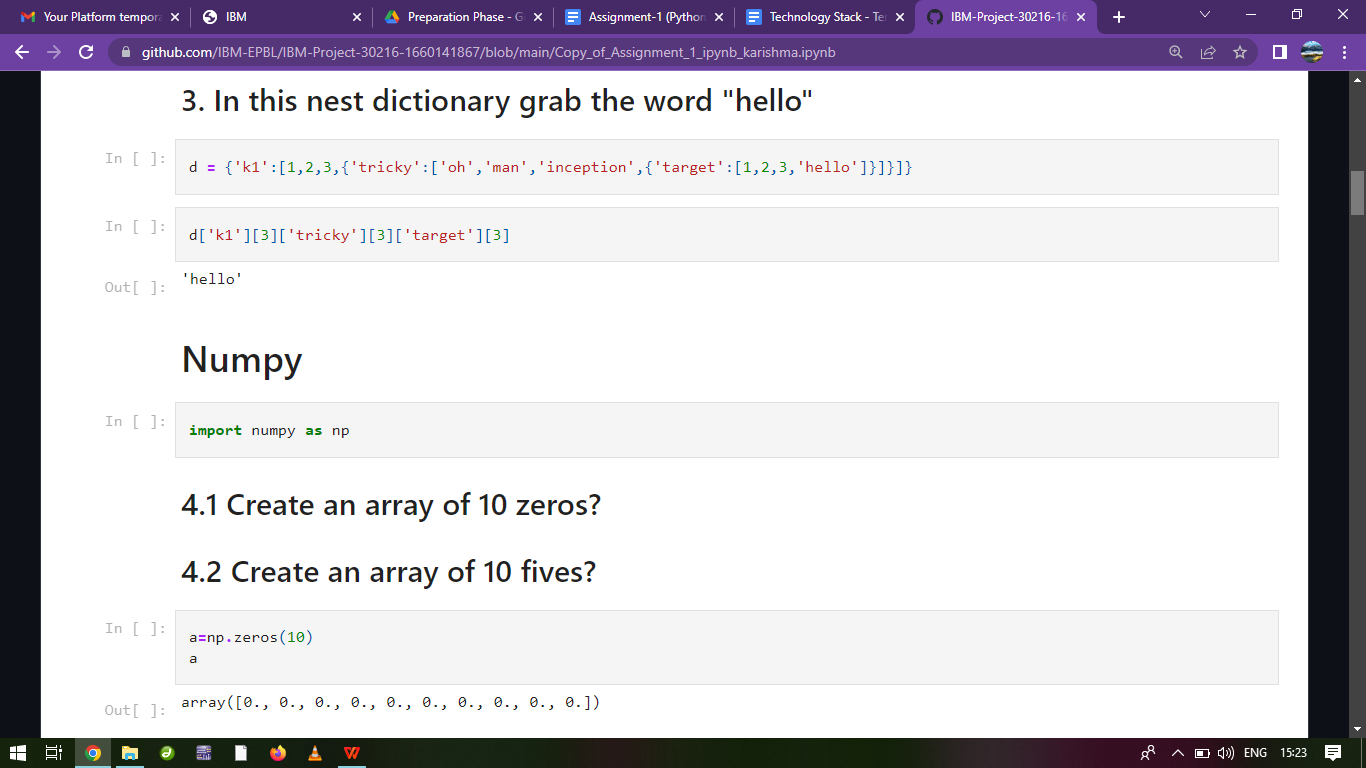 Your Platform tempora
IBM
Preparation Phase - G
Assignment-1 (Python
Technology Stack - Te
IBM-Project-30216-16
github.com/IBM-EPBL/IBM-Project-30216-1660141867/blob/main/Copy_of_Assignment_1_ipynb_karishma.ipynb
3. In this nest dictionary grab the word "hello"
In [ ]:
d = {'k1':[1,2,3,{'tricky':['oh','man','inception',{'target':[1,2,3,'hello']}]}]}
In [ ]:
d['k1'][3]['tricky'][3]['target'][3]
Out[ ]:
'hello'
Numpy
In [ ]:
import numpy as np
4.1 Create an array of 10 zeros?
4.2 Create an array of 10 fives?
In [ ]:
a=np.zeros(10)
a
Out[ ]:
array([0., 0., 0., 0., 0., 0., 0., 0., 0., 0.])
ENG
15:23